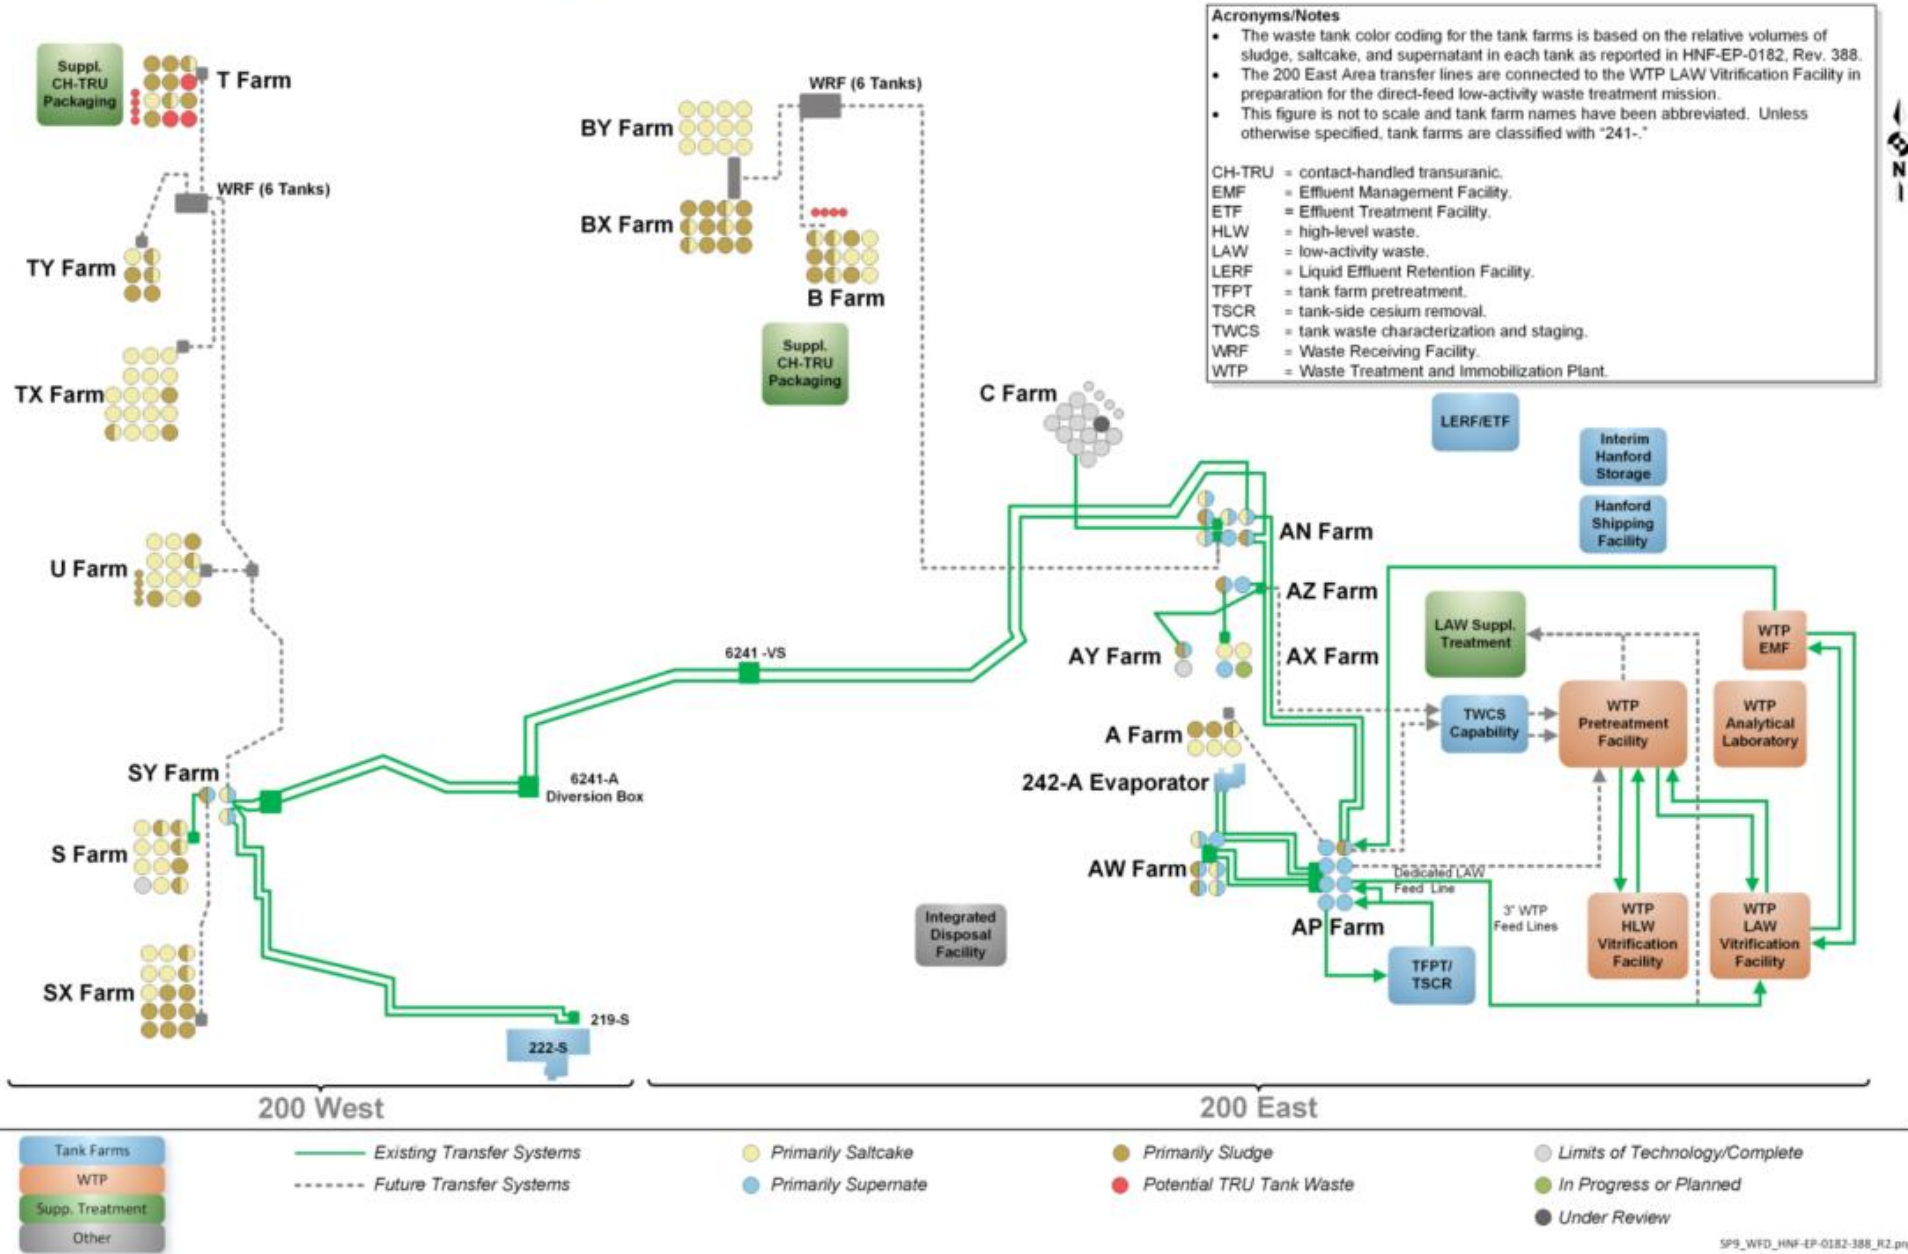 Acronyms/Notes
• The waste tank color coding for the tank farms is based on the relative volumes of
sludge, saltcake, and supernatant in each tank as reported in HNF-EP-0182, Rev. 388.
• The 200 East Area transfer lines are connected to the WTP LAW Vitrification Facility in
preparation for the direct-feed low-activity waste treatment mission.
• This figure is not to scale and tank farm names have been abbreviated. Unless
otherwise specified, tank farms are classified with "241-."
CH-TRU = contact-handled transuranic.
EMF = Effluent Management Facility.
ETF = Effluent Treatment Facility.
HLW = high-level waste.
LAW = low-activity waste.
LERF = Liquid Effluent Retention Facility.
TFPT = tank farm pretreatment.
TSCR = tank-side cesium removal.
TWCS = tank waste characterization and staging.
WRF = Waste Receiving Facility.
WTP = Waste Treatment and Immobilization Plant.
N
Suppl.
CH-TRU
Packaging
T Farm
WRF (6 Tanks)
TY Farm
TX Farm
U Farm
SY Farm
S Farm
SX Farm
WRF (6 Tanks)
BY Farm
BX Farm
B Farm
Suppl.
CH-TRU
Packaging
C Farm
LERF/ETF
Interim
Hanford
Storage
Hanford
Shipping
Facility
AN Farm
AZ Farm
AY Farm
AX Farm
6241 -VS
6241-A
Diversion Box
219-S
222-S
A Farm
242-A Evaporator
AW Farm
AP Farm
Integrated
Disposal
Facility
LAW Suppl.
Treatment
WTP
EMF
TWCS
Capability
WTP
Pretreatment
Facility
WTP
Analytical
Laboratory
Dedicated LAW
Feed Line
3" WTP
Feed Lines
WTP
HLW
Vitrification
Facility
WTP
LAW
Vitrification
Facility
TFPT/
TSCR
200 West
200 East
Tank Farms
WTP
Supp. Treatment
Other
Existing Transfer Systems
Future Transfer Systems
Primarily Saltcake
Primarily Supernate
Primarily Sludge
Potential TRU Tank Waste
Limits of Technology/Complete
In Progress or Planned
Under Review
SP9_WFD_HNF-EP-0182-388_R2.pn